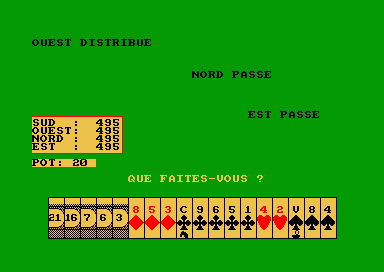 OUEST DISTRIBUE
NORD PASSE
EST PASSE
SUD : 495
OUEST: 495
NORD : 495
EST : 495
POT: 20
QUE FAITES-VOUS ?
21 16 7 6 3 8 5 3 C 9 6 5 1 4 2 V 8 4